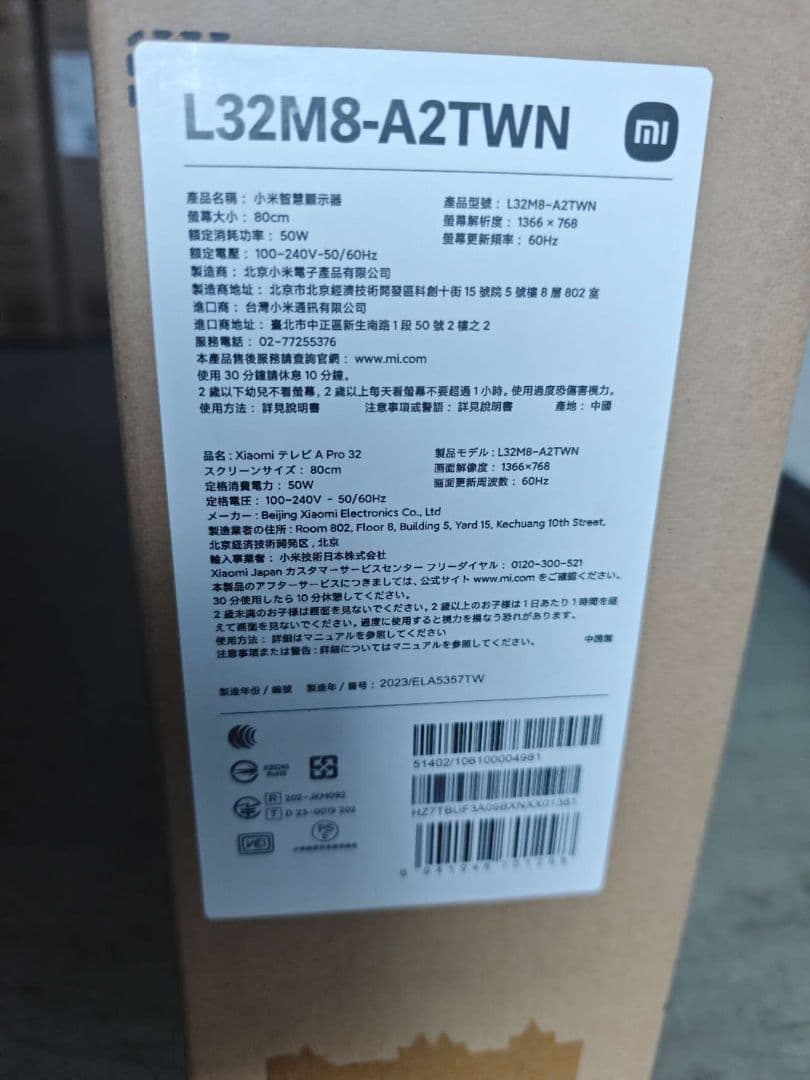 L32M8-A2TWN
mi
產品名稱：小米智慧顯示器 產品型號：L32M8-A2TWN
螢幕大小：80cm 螢幕解析度：1366 × 768
額定消耗功率：50W 螢幕更新頻率：60Hz
額定電壓：100-240V~50/60Hz
製造商：北京小米電子產品有限公司
製造商地址：北京市北京經濟技術開發區科創十街 15 號院 5 號樓 8 層 802 室
進口商：台灣小米通訊有限公司
進口商地址：臺北市中正區新生南路 1 段 50 號 2 樓之 2
服務電話：02-77255376
本產品售後服務請查詢官網：www.mi.com
使用 30 分鐘請休息 10 分鐘。
2 歲以下幼兒不看螢幕，2 歲以上每天看螢幕不要超過 1 小時。使用過度恐傷害視力。
使用方法：詳見說明書 注意事項或警語：詳見說明書 產地：中國
品名：Xiaomi テレビ A Pro 32 製品モデル：L32M8-A2TWN
スクリーンサイズ：80cm 画面解像度：1366×768
定格消費電力：50W 画面更新周波数：60Hz
定格電圧：100-240V ~ 50/60Hz
メーカー：Beijing Xiaomi Electronics Co., Ltd
製造業者の住所：Room 802, Floor 8, Building 5, Yard 15, Kechuang 10th Street,
北京経済技術開発区，北京
輸入事業者：小米技術日本株式会社
Xiaomi Japan カスタマーサービスセンター フリーダイヤル：0120-300-521
本製品のアフターサービスにつきましては、公式サイト www.mi.com をご確認ください。
30 分使用したら 10 分休憩してください。
2 歳未満のお子様は画面を見ないでください。2 歳以上のお子様は 1 日あたり 1 時間を超
えて画面を見ないでください。過度に使用すると視力を損なう恐れがあります。
使用方法：詳細はマニュアルを参照してください 中国製
注意事項または警告：詳細についてはマニュアルを参照してください。
製造年份 / 編號 製造年 / 番号：2023/ELA5357TW
51402/106100004981
R 202-JKM092
T D 23-0019 202
PS
E